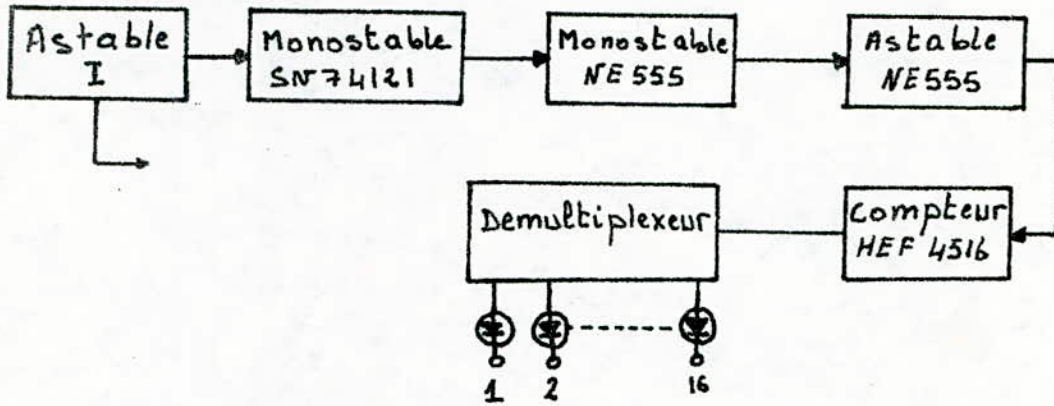 Astable
I
Monostable
SN74121
Monostable
NE555
Astable
NE555
Demultiplexeur
Compteur
HEF 4516
1 2 16